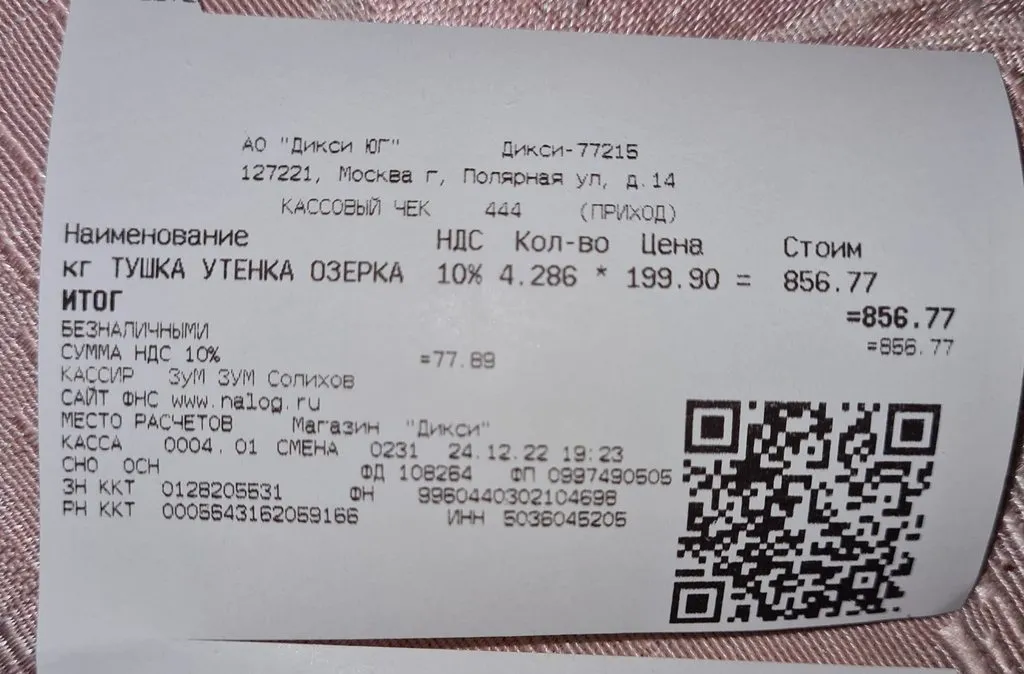 АО "Дикси ЮГ" Дикси-77215
127221, Москва г, Полярная ул, д.14
КАССОВЫЙ ЧЕК 444 (ПРИХОД)
Наименование НДС Кол-во Цена Стоим
кг ТУШКА УТЕНКА ОЗЕРКА 10% 4.286 * 199.90 = 856.77
ИТОГ =856.77
БЕЗНАЛИЧНЫМИ =856.77
СУММА НДС 10% =77.89
КАССИР ЗуМ ЗУМ Солихов
САЙТ ФНС www.nalog.ru
МЕСТО РАСЧЕТОВ Магазин "Дикси"
КАССА 0004.01 СМЕНА 0231 24.12.22 19:23
СНО ОСН ФД 108264 ФП 0997490505
ЗН ККТ 0128205531 ФН 9960440302104698
РН ККТ 0005643162059166 ИНН 5036045205